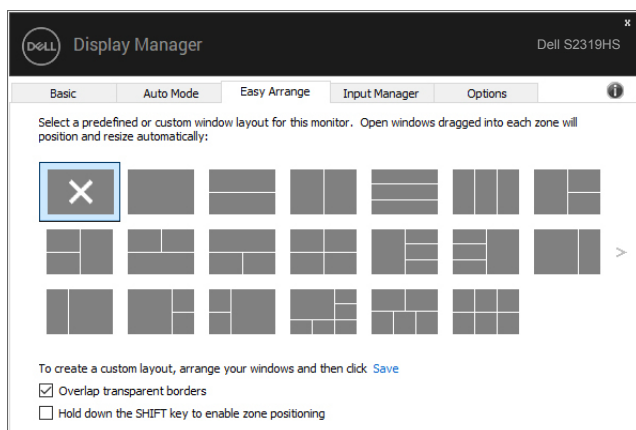 x
DELL Display Manager Dell S2319HS
Basic Auto Mode Easy Arrange Input Manager Options
Select a predefined or custom window layout for this monitor. Open windows dragged into each zone will
position and resize automatically:
>
To create a custom layout, arrange your windows and then click Save
Overlap transparent borders
Hold down the SHIFT key to enable zone positioning